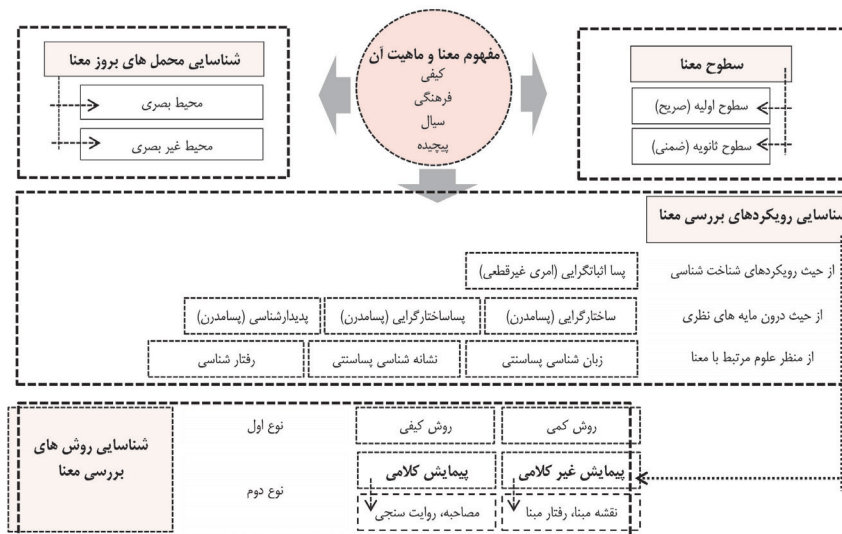 مفهوم معنا و ماهیت آن
کیفی
فرهنگی
سیال
پیچیده
سطوح معنا
سطوح اولیه (صریح)
سطوح ثانویه (ضمنی)
شناسایی محمل های بروز معنا
محیط بصری
محیط غیر بصری
شناسایی رویکردهای بررسی معنا
از حیث رویکردهای شناخت شناسی
پسا اثباتگرایی (امری غیرقطعی)
از حیث درون مایه های نظری
ساختارگرایی (پسامدرن)
پساساختارگرایی (پسامدرن)
پدیدارشناسی (پسامدرن)
از منظر علوم مرتبط با معنا
زبان شناسی پساسنتی
نشانه شناسی پساسنتی
رفتار شناسی
شناسایی روش های
بررسی معنا
نوع اول
روش کیفی
روش کمی
نوع دوم
پیمایش کلامی
پیمایش غیر کلامی
مصاحبه، روایت سنجی
نقشه مبنا، رفتار مبنا